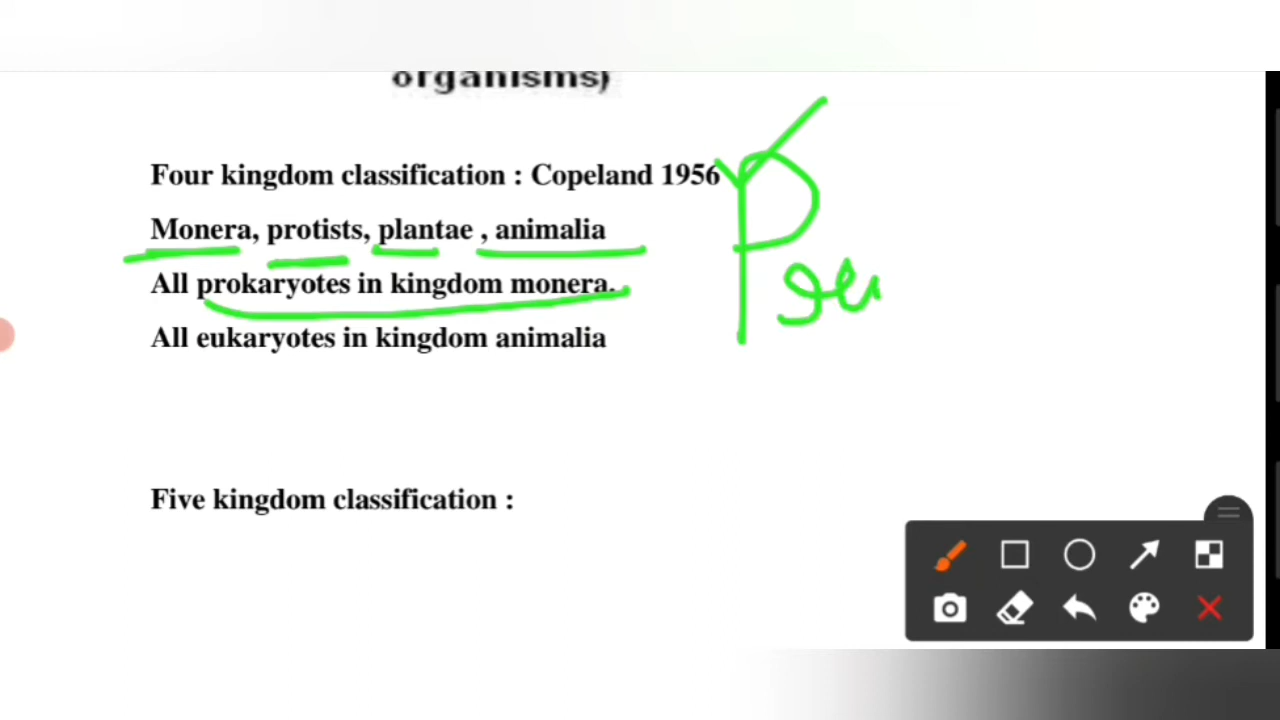 organisms)
Four kingdom classification : Copeland 1956
Monera, protists, plantae , animalia
All prokaryotes in kingdom monera.
All eukaryotes in kingdom animalia
Five kingdom classification :